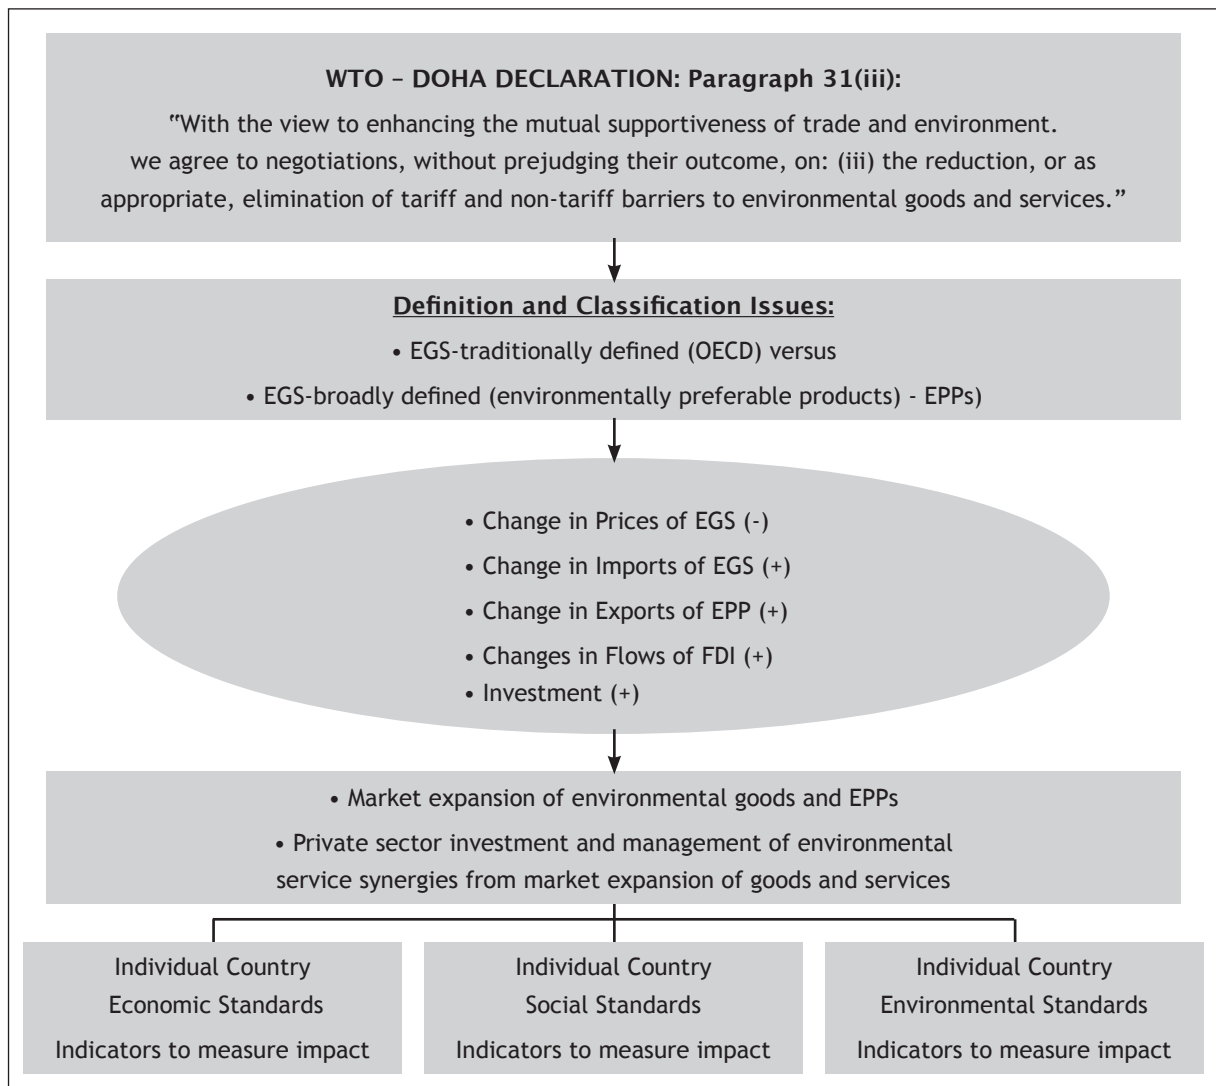 WTO – DOHA DECLARATION: Paragraph 31(iii):
“With the view to enhancing the mutual supportiveness of trade and environment.
we agree to negotiations, without prejudging their outcome, on: (iii) the reduction, or as
appropriate, elimination of tariff and non-tariff barriers to environmental goods and services.”
Definition and Classification Issues:
• EGS-traditionally defined (OECD) versus
• EGS-broadly defined (environmentally preferable products) - EPPs)
• Change in Prices of EGS (-)
• Change in Imports of EGS (+)
• Change in Exports of EPP (+)
• Changes in Flows of FDI (+)
• Investment (+)
• Market expansion of environmental goods and EPPs
• Private sector investment and management of environmental
service synergies from market expansion of goods and services
Individual Country
Economic Standards
Indicators to measure impact
Individual Country
Social Standards
Indicators to measure impact
Individual Country
Environmental Standards
Indicators to measure impact